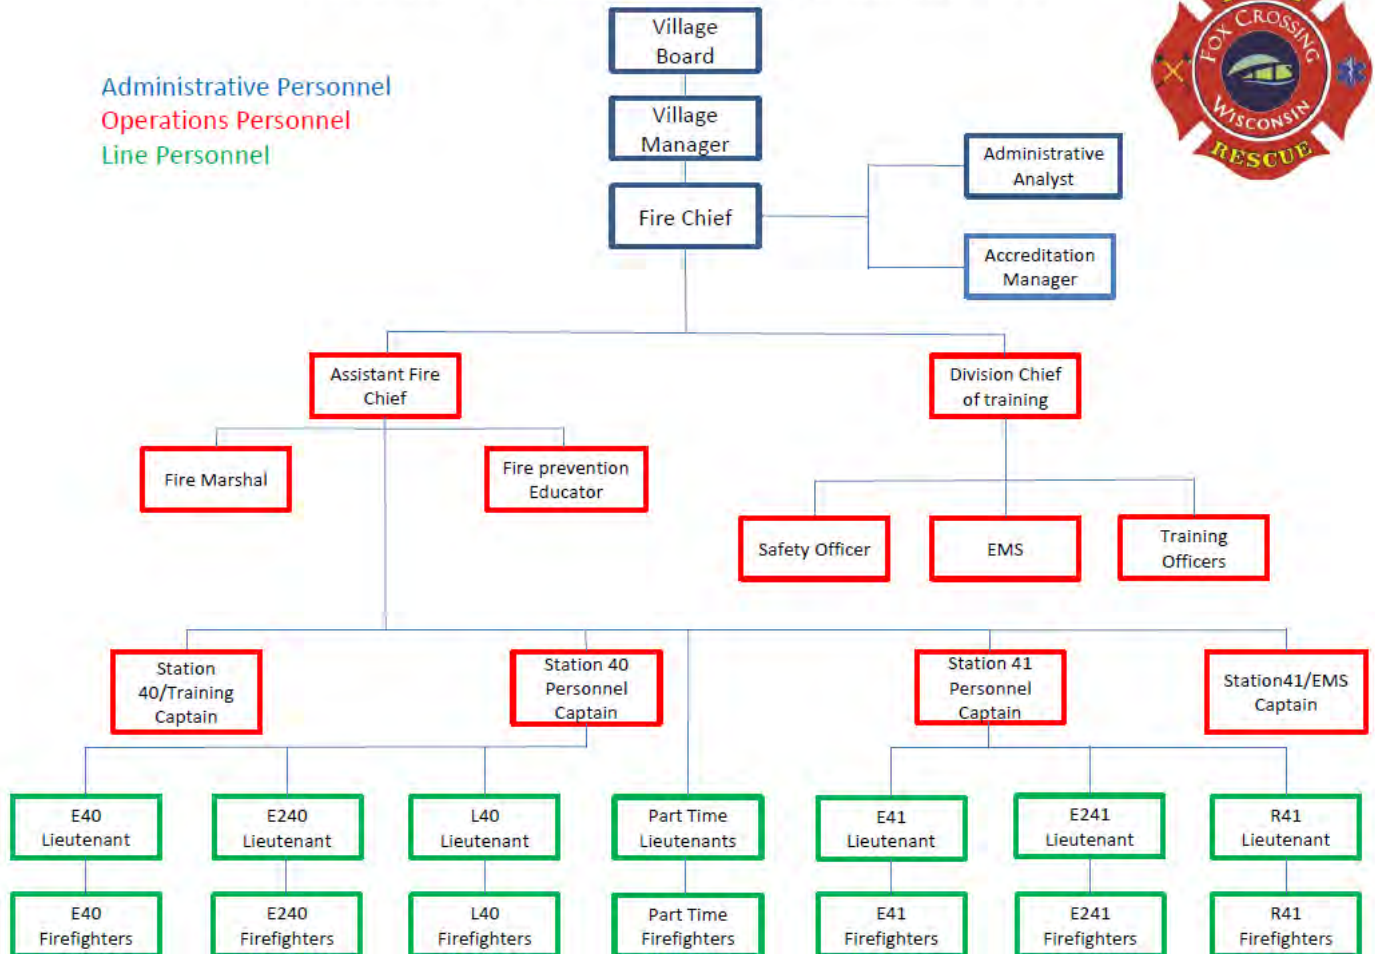 Village
Board
FOX CROSSING
WISCONSIN
RESCUE
Administrative Personnel
Operations Personnel
Line Personnel
Village
Manager
Administrative
Analyst
Fire Chief
Accreditation
Manager
Assistant Fire
Chief
Division Chief
of training
Fire Marshal
Fire prevention
Educator
Safety Officer
EMS
Training
Officers
Station
40/Training
Captain
Station 40
Personnel
Captain
Station 41
Personnel
Captain
Station41/EMS
Captain
E40
Lieutenant
E240
Lieutenant
L40
Lieutenant
Part Time
Lieutenants
E41
Lieutenant
E241
Lieutenant
R41
Lieutenant
E40
Firefighters
E240
Firefighters
L40
Firefighters
Part Time
Firefighters
E41
Firefighters
E241
Firefighters
R41
Firefighters